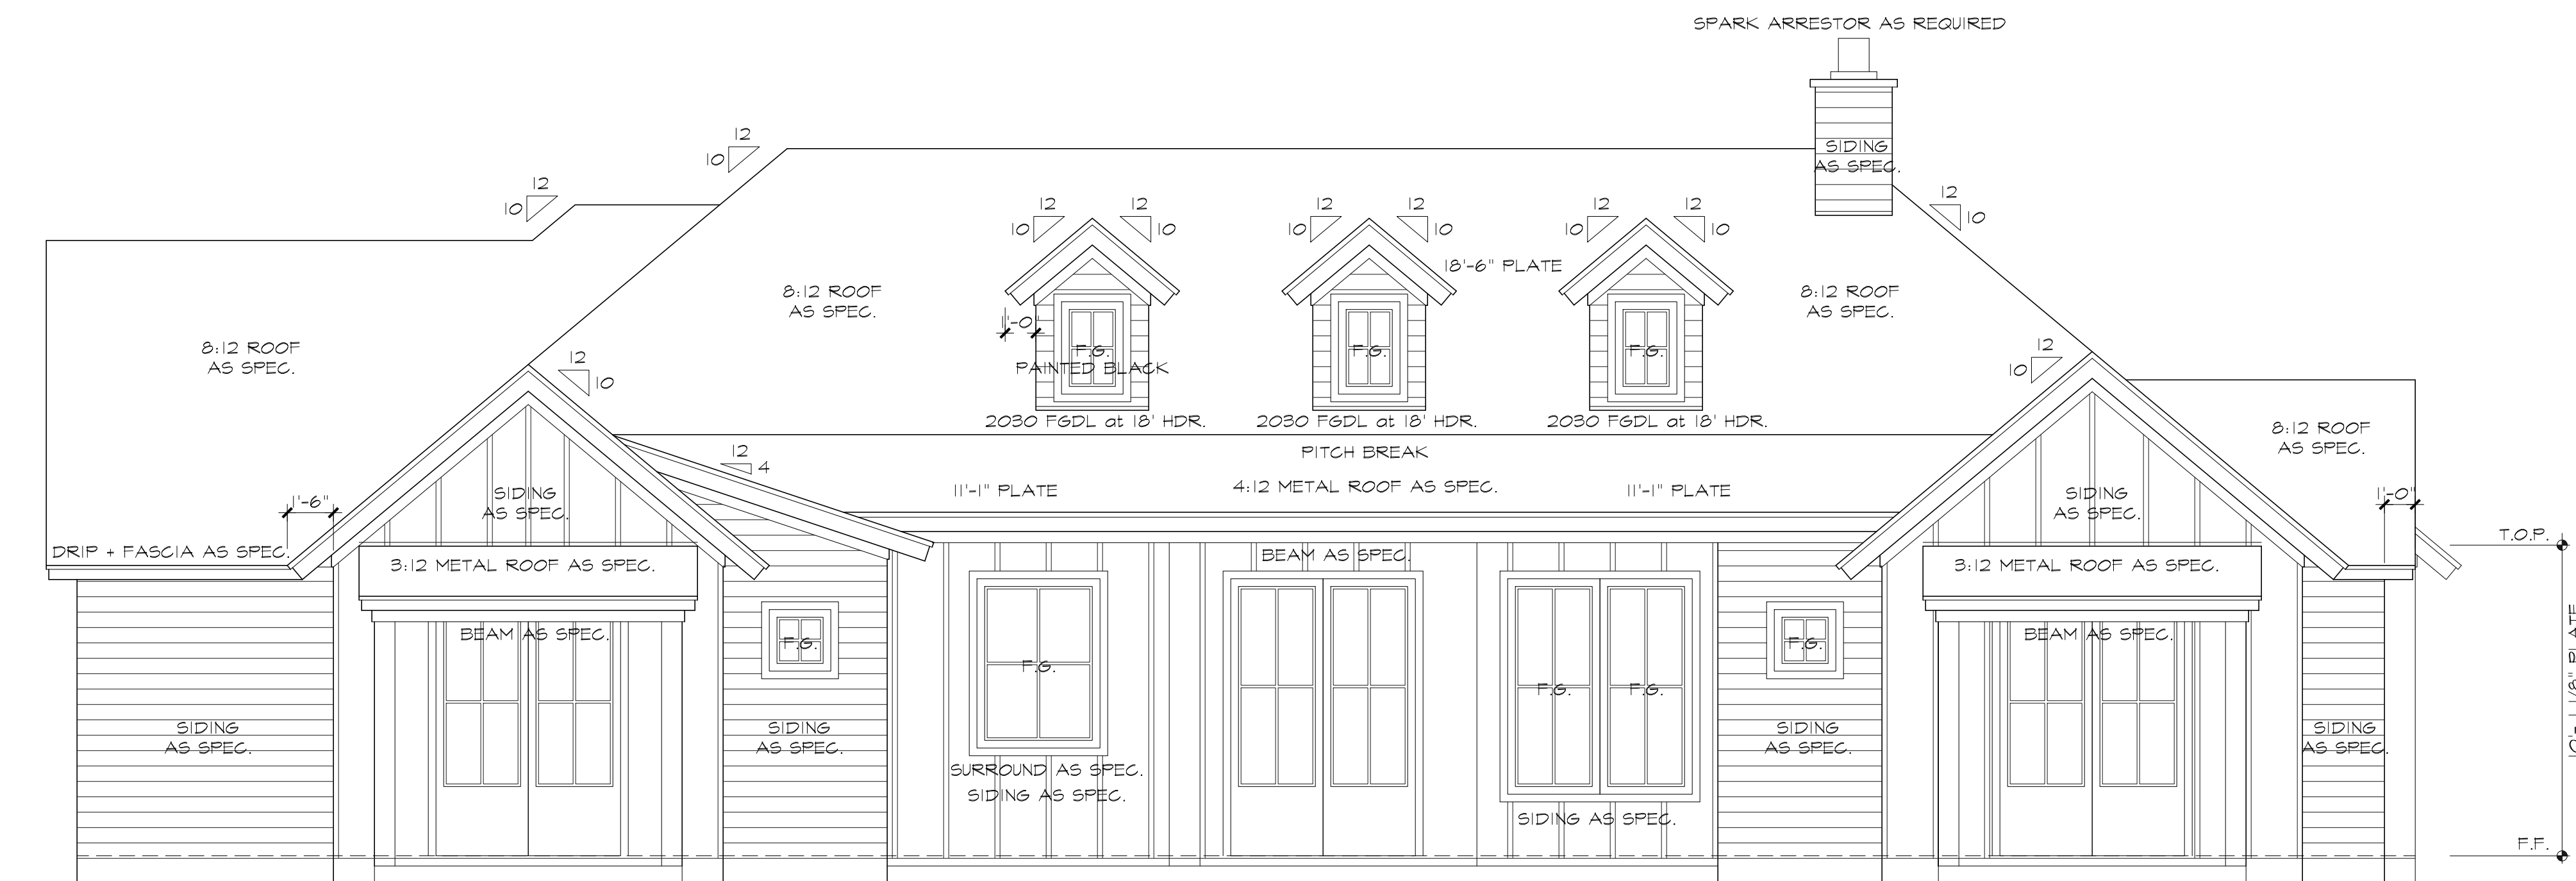 SPARK ARRESTOR AS REQUIRED
12
10
SIDING
AS SPEC.
12
10
12
10
12
10
12
10
12
10
12
10
12
10
12
10
18'-6" PLATE
8:12 ROOF
AS SPEC.
8:12 ROOF
AS SPEC.
1'-0"
8:12 ROOF
AS SPEC.
F.G.
F.G.
F.G.
PAINTED BLACK
12
10
12
10
2030 FGDL at 18' HDR.
2030 FGDL at 18' HDR.
2030 FGDL at 18' HDR.
8:12 ROOF
AS SPEC.
PITCH BREAK
12
4
11'-1" PLATE
4:12 METAL ROOF AS SPEC.
11'-1" PLATE
1'-6"
SIDING
AS SPEC.
SIDING
AS SPEC.
1'-0"
T.O.P.
DRIP + FASCIA AS SPEC.
3:12 METAL ROOF AS SPEC.
BEAM AS SPEC.
3:12 METAL ROOF AS SPEC.
BEAM AS SPEC.
BEAM AS SPEC.
F.G.
F.G.
F.G.
F.G.
F.G.
SIDING
AS SPEC.
SIDING
AS SPEC.
SIDING
AS SPEC.
SIDING
AS SPEC.
SURROUND AS SPEC.
SIDING AS SPEC.
SIDING AS SPEC.
F.F.